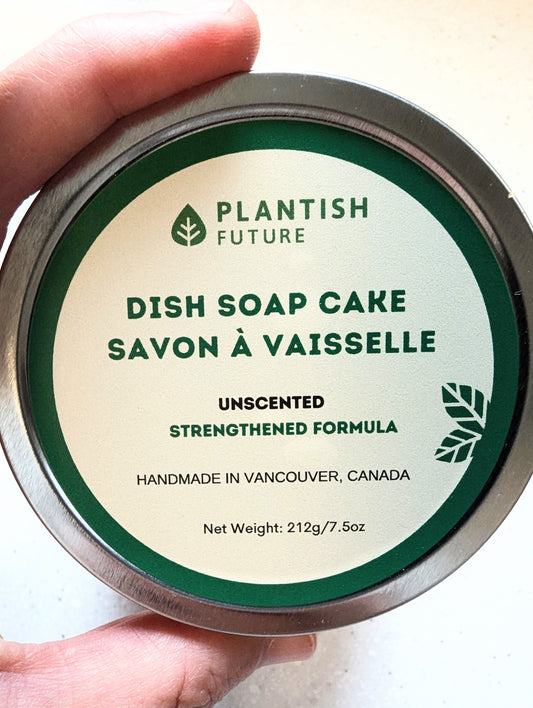 PLANTISH
FUTURE
DISH SOAP CAKE
SAVON À VAISSELLE
UNSCENTED
STRENGTHENED FORMULA
HANDMADE IN VANCOUVER, CANADA
Net Weight: 212g/7.5oz